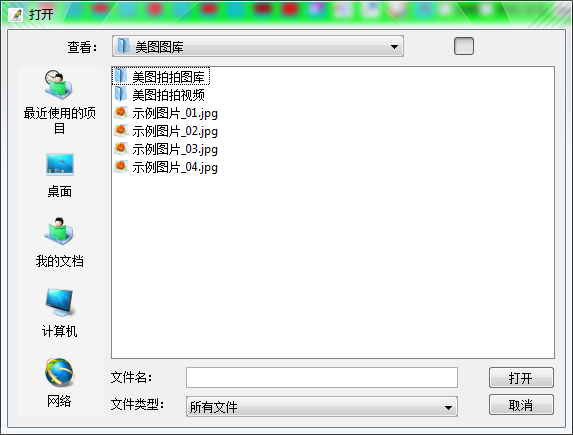 打开
查看：
美图图库
最近使用的项
目
桌面
我的文档
计算机
网络
美图拍拍图库
美图拍拍视频
示例图片_01.jpg
示例图片_02.jpg
示例图片_03.jpg
示例图片_04.jpg
文件名：
打开
文件类型：
所有文件
取消